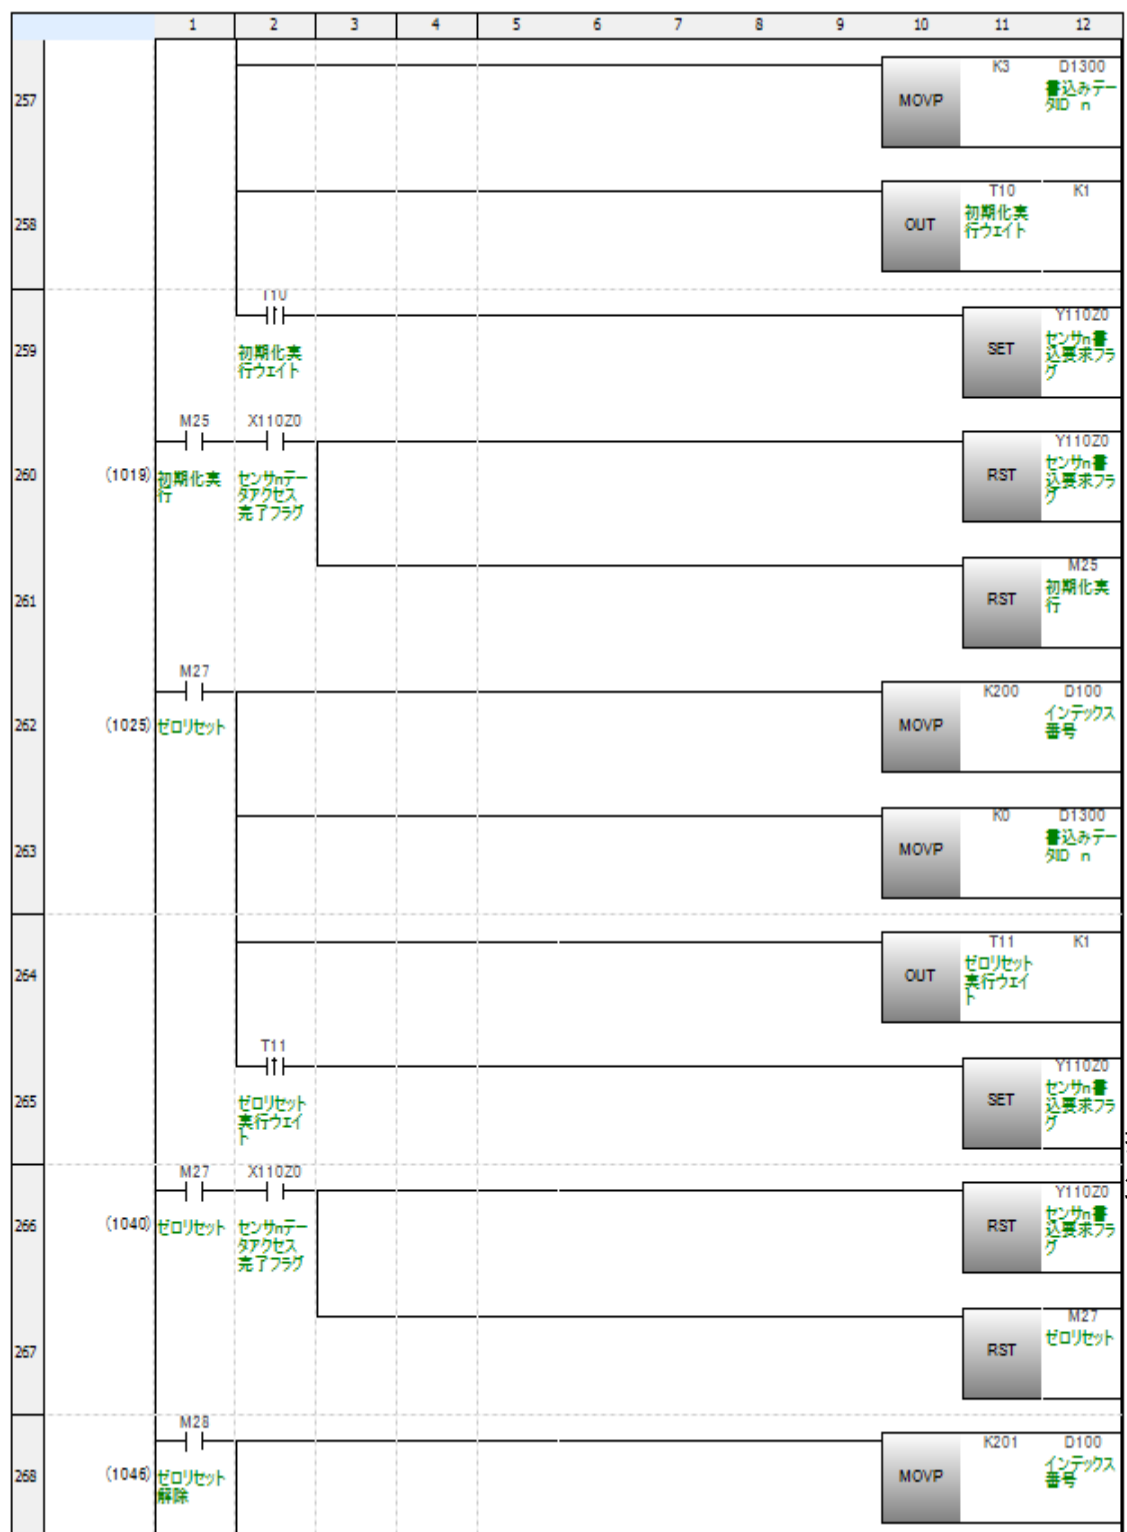 1 2 3 4 5 6 7 8 9 10 11 12
257
MOVP
K3 D1300
書込みデー
タID n
258
OUT
T10 K1
初期化実
行ウエイト
259
T10
初期化実
行ウエイト
SET
Y110Z0
センサn書
込要求フラ
グ
260
(1019)
M25 X110Z0
初期化実
行
センサnデー
タアクセス
完了フラグ
RST
Y110Z0
センサn書
込要求フラ
グ
261
RST
M25
初期化実
行
262
(1025)
M27
ゼロリセット
MOVP
K200 D100
インデックス
番号
263
MOVP
K0 D1300
書込みデー
タID n
264
OUT
T11 K1
ゼロリセット
実行ウエイ
ト
265
T11
ゼロリセット
実行ウエイ
ト
SET
Y110Z0
センサn書
込要求フラ
グ
266
(1040)
M27 X110Z0
ゼロリセット
センサnデー
タアクセス
完了フラグ
RST
Y110Z0
センサn書
込要求フラ
グ
267
RST
M27
ゼロリセット
268
(1046)
M28
ゼロリセット
解除
MOVP
K201 D100
インデックス
番号